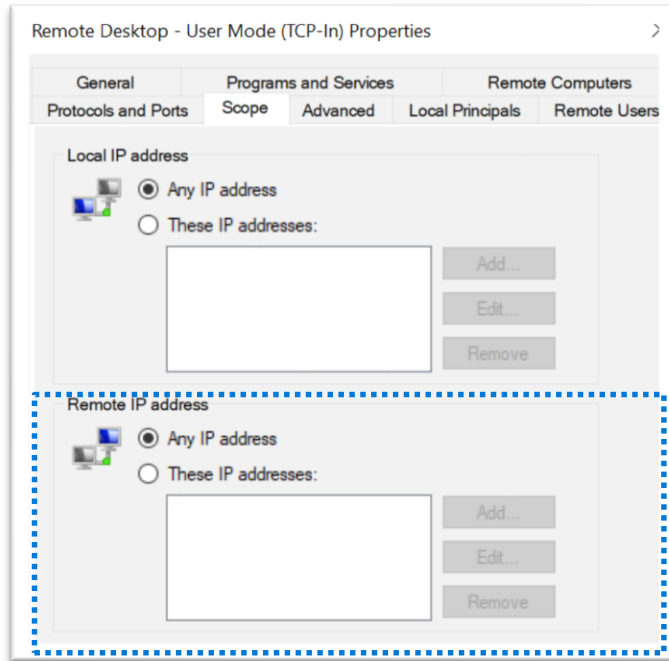 Remote Desktop - User Mode (TCP-In) Properties
General Programs and Services Remote Computers
Protocols and Ports Scope Advanced Local Principals Remote Users
Local IP address
Any IP address
These IP addresses:
Add...
Edit...
Remove
Remote IP address
Any IP address
These IP addresses:
Add...
Edit...
Remove